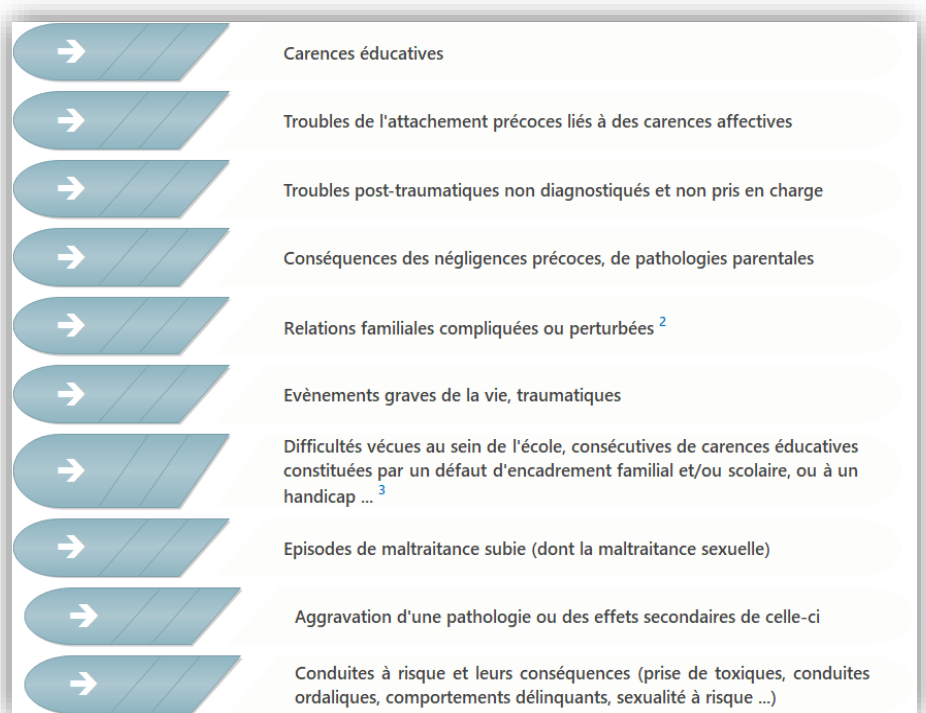 Carences éducatives
Troubles de l'attachement précoces liés à des carences affectives
Troubles post-traumatiques non diagnostiqués et non pris en charge
Conséquences des négligences précoces, de pathologies parentales
Relations familiales compliquées ou perturbées 2
Evènements graves de la vie, traumatiques
Difficultés vécues au sein de l'école, consécutives de carences éducatives
constituées par un défaut d'encadrement familial et/ou scolaire, ou à un
handicap ... 3
Episodes de maltraitance subie (dont la maltraitance sexuelle)
Aggravation d'une pathologie ou des effets secondaires de celle-ci
Conduites à risque et leurs conséquences (prise de toxiques, conduites
ordaliques, comportements délinquants, sexualité à risque ...)